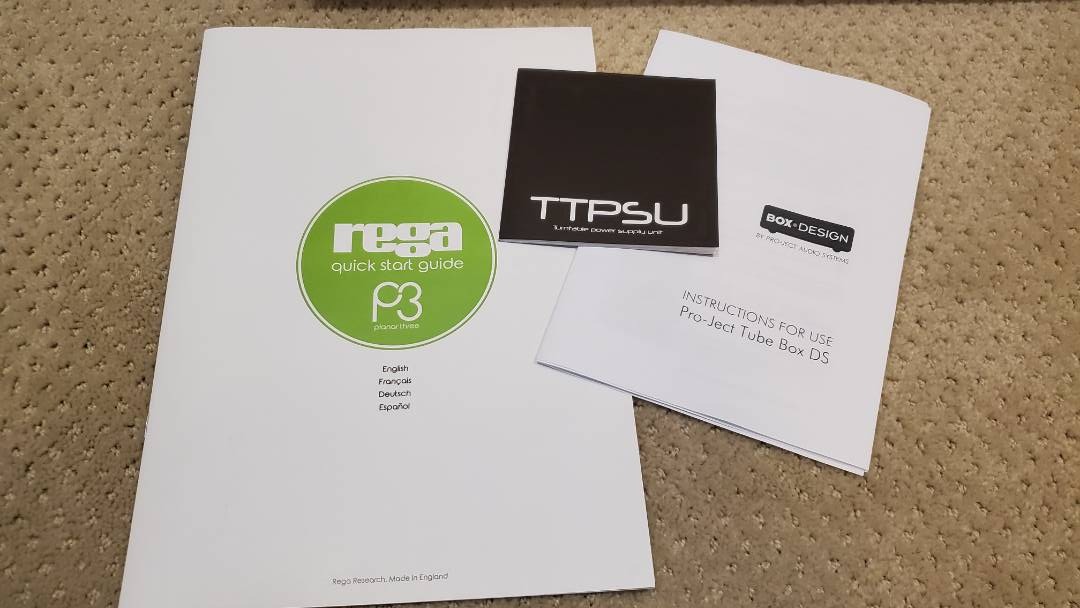 rega
quick start guide
P3
planar three
English
Français
Deutsch
Español
Rega Research. Made in England
TTPSU
Turntable power supply unit
BOX DESIGN
BY PRO-JECT AUDIO SYSTEMS
INSTRUCTIONS FOR USE
Pro-Ject Tube Box DS